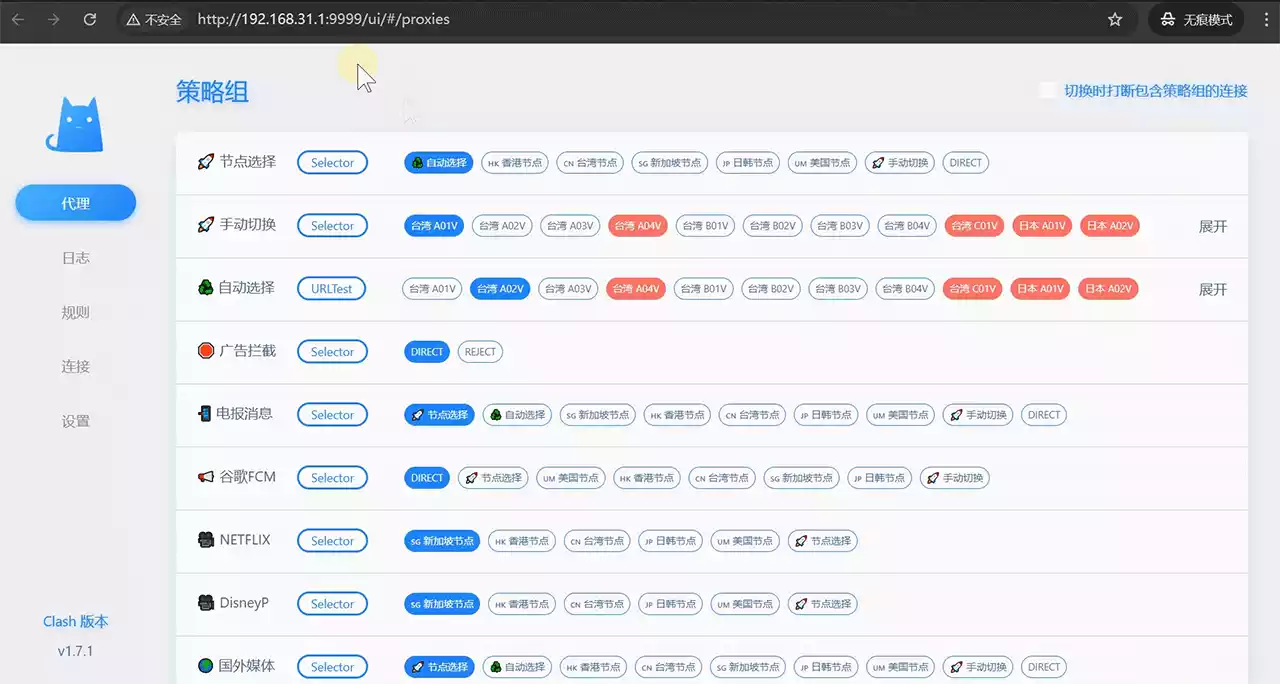 不安全 http://192.168.31.1:9999/ui/#/proxies 无痕模式
策略组 切换时打断包含策略组的连接
节点选择 Selector 自动选择 HK 香港节点 CN 台湾节点 SG 新加坡节点 JP 日韩节点 UM 美国节点 手动切换 DIRECT
代理
手动切换 Selector 台湾 A01V 台湾 A02V 台湾 A03V 台湾 A04V 台湾 B01V 台湾 B02V 台湾 B03V 台湾 B04V 台湾 C01V 日本 A01V 日本 A02V 展开
日志
自动选择 URLTest 台湾 A01V 台湾 A02V 台湾 A03V 台湾 A04V 台湾 B01V 台湾 B02V 台湾 B03V 台湾 B04V 台湾 C01V 日本 A01V 日本 A02V 展开
规则
广告拦截 Selector DIRECT REJECT
连接
电报消息 Selector 节点选择 自动选择 SG 新加坡节点 HK 香港节点 CN 台湾节点 JP 日韩节点 UM 美国节点 手动切换 DIRECT
设置
谷歌FCM Selector DIRECT 节点选择 UM 美国节点 HK 香港节点 CN 台湾节点 SG 新加坡节点 JP 日韩节点 手动切换
NETFLIX Selector SG 新加坡节点 HK 香港节点 CN 台湾节点 JP 日韩节点 UM 美国节点 节点选择
DisneyP Selector SG 新加坡节点 HK 香港节点 CN 台湾节点 JP 日韩节点 UM 美国节点 节点选择
Clash 版本
v1.7.1
国外媒体 Selector 节点选择 自动选择 HK 香港节点 CN 台湾节点 SG 新加坡节点 JP 日韩节点 UM 美国节点 手动切换 DIRECT